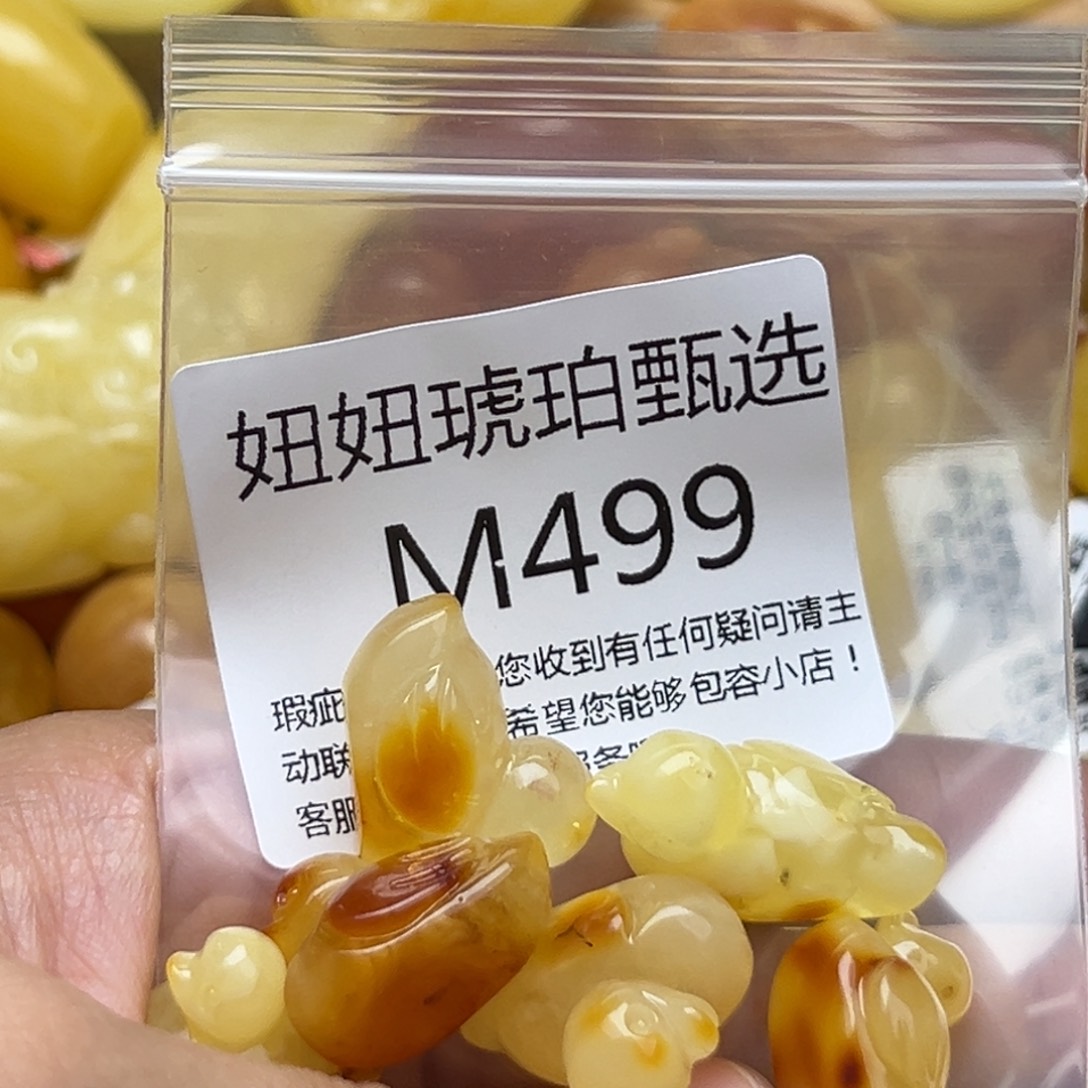 妞妞琥珀甄选
M499
瑕疵 您收到有任何疑问请主
动联 希望您能够包容小店！
客服